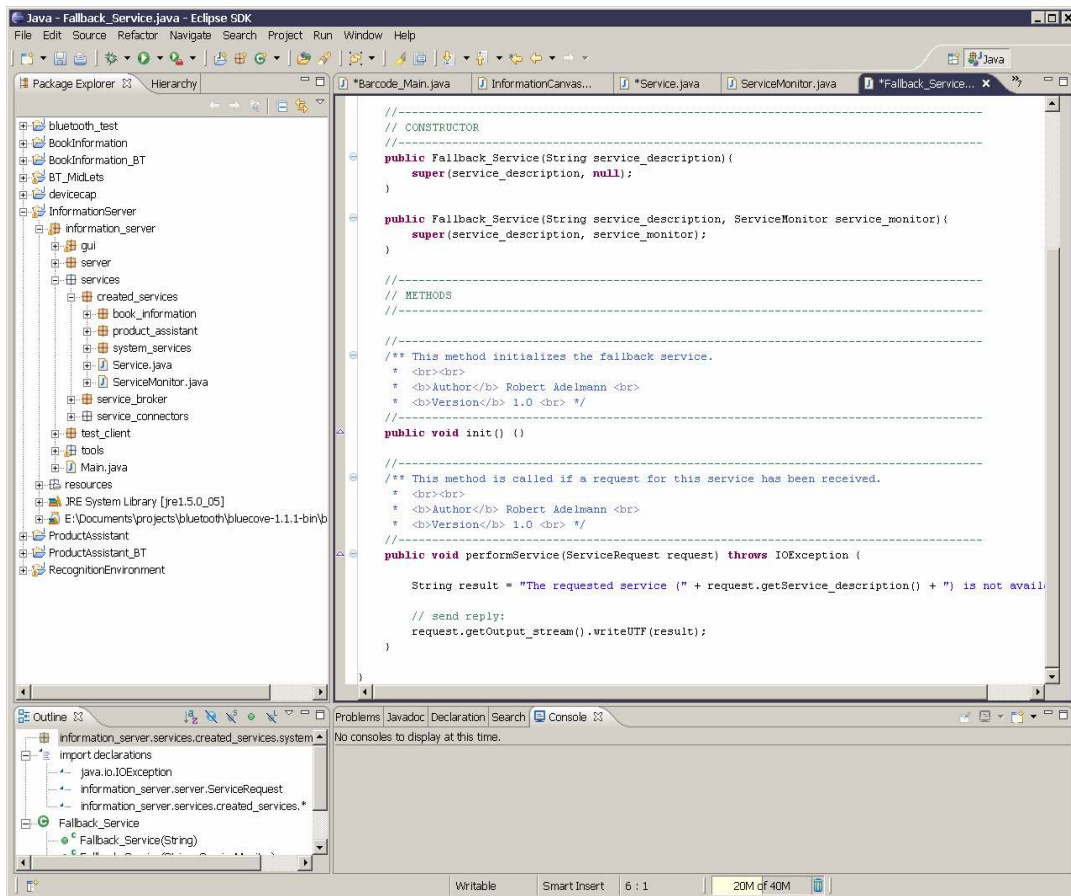 Java - Fallback_Service.java - Eclipse SDK
File Edit Source Refactor Navigate Search Project Run Window Help
Java
Package Explorer Hierarchy
bluetooth_test
BookInformation
BookInformation_BT
BT_MidLets
devicecap
InformationServer
information_server
gui
server
services
created_services
book_information
product_assistant
system_services
Service.java
ServiceMonitor.java
service_broker
service_connectors
test_client
tools
Main.java
resources
JRE System Library [jre1.5.0_05]
E:\Documents\projects\bluetooth\bluecove-1.1.1-bin\b
ProductAssistant
ProductAssistant_BT
RecognitionEnvironment
*Barcode_Main.java InformationCanvas... *Service.java ServiceMonitor.java *Fallback_Service... »7
//------------------------------------------------------------------------------------------
// CONSTRUCTOR
//------------------------------------------------------------------------------------------
public Fallback_Service(String service_description){
super(service_description, null);
}
public Fallback_Service(String service_description, ServiceMonitor service_monitor){
super(service_description, service_monitor);
}
//------------------------------------------------------------------------------------------
// METHODS
//------------------------------------------------------------------------------------------
//------------------------------------------------------------------------------------------
/** This method initializes the fallback service.
* <br><br>
* <b>Author</b> Robert Adelmann <br>
* <b>Version</b> 1.0 <br> */
//------------------------------------------------------------------------------------------
public void init() {}
//------------------------------------------------------------------------------------------
/** This method is called if a request for this service has been received.
* <br><br>
* <b>Author</b> Robert Adelmann <br>
* <b>Version</b> 1.0 <br> */
//------------------------------------------------------------------------------------------
public void performService(ServiceRequest request) throws IOException {
String result = "The requested service (" + request.getService_description() + ") is not avail
// send reply:
request.getOutput_stream().writeUTF(result);
}
}
Outline
information_server.services.created_services.system
import declarations
java.io.IOException
information_server.server.ServiceRequest
information_server.services.created_services.*
Fallback_Service
Fallback_Service(String)
Problems Javadoc Declaration Search Console
No consoles to display at this time.
Writable Smart Insert 6 : 1 20M of 40M